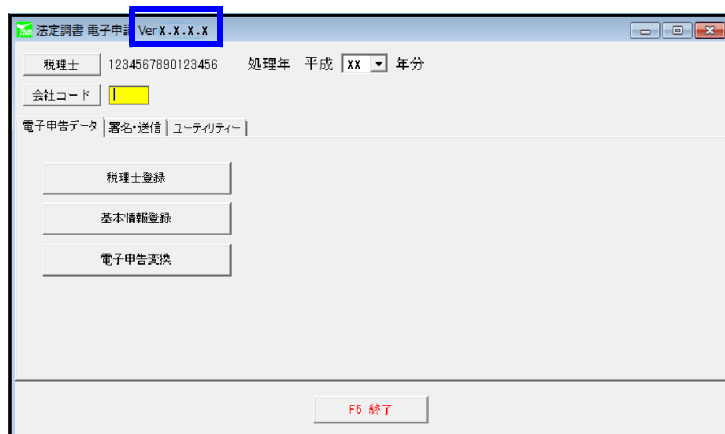 法定調書 電子申請 Ver X.X.X.X
税理士 1234567890123456 処理年 平成 XX 年分
会社コード
電子申告データ 署名・送信 ユーティリティー
税理士登録
基本情報登録
電子申告変換
F5 終了